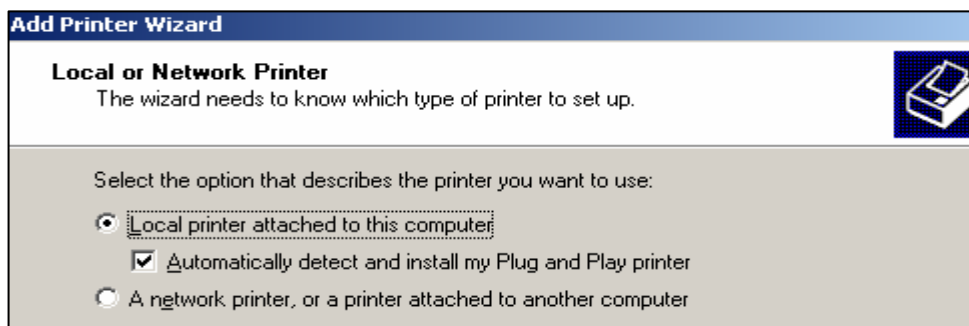 Add Printer Wizard
Local or Network Printer
The wizard needs to know which type of printer to set up.
Select the option that describes the printer you want to use:
Local printer attached to this computer
Automatically detect and install my Plug and Play printer
A network printer, or a printer attached to another computer